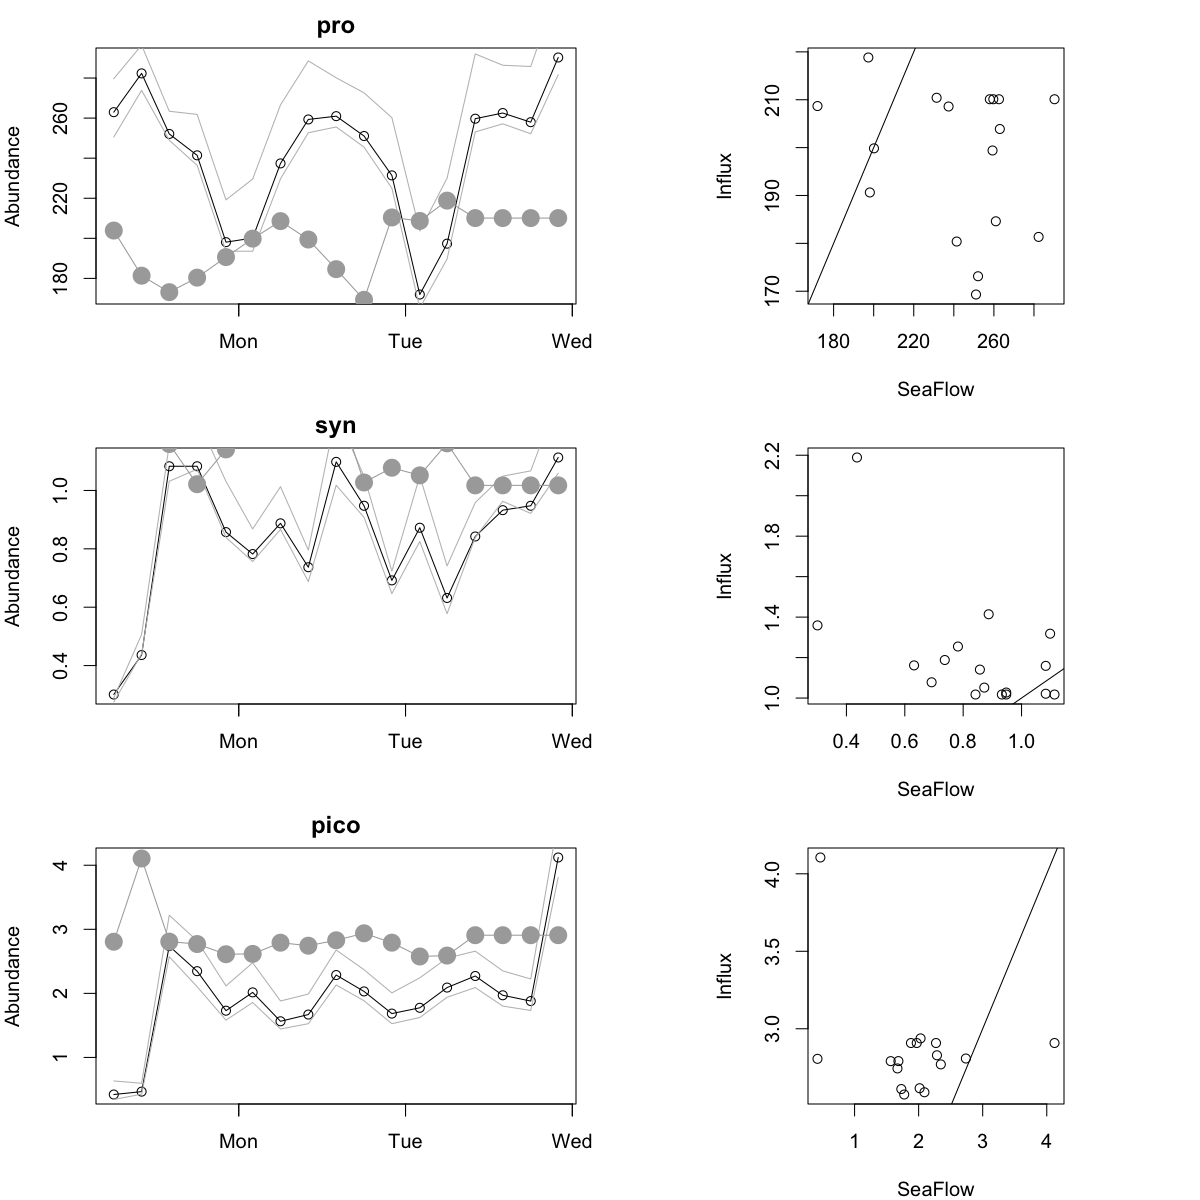 pro
Abundance
180 220 260
Mon Tue Wed
Influx
170 190 210
180 220 260
SeaFlow
syn
Abundance
0.4 0.6 0.8 1.0
Mon Tue Wed
Influx
1.0 1.4 1.8 2.2
0.4 0.6 0.8 1.0
SeaFlow
pico
Abundance
1 2 3 4
Mon Tue Wed
Influx
3.0 3.5 4.0
1 2 3 4
SeaFlow